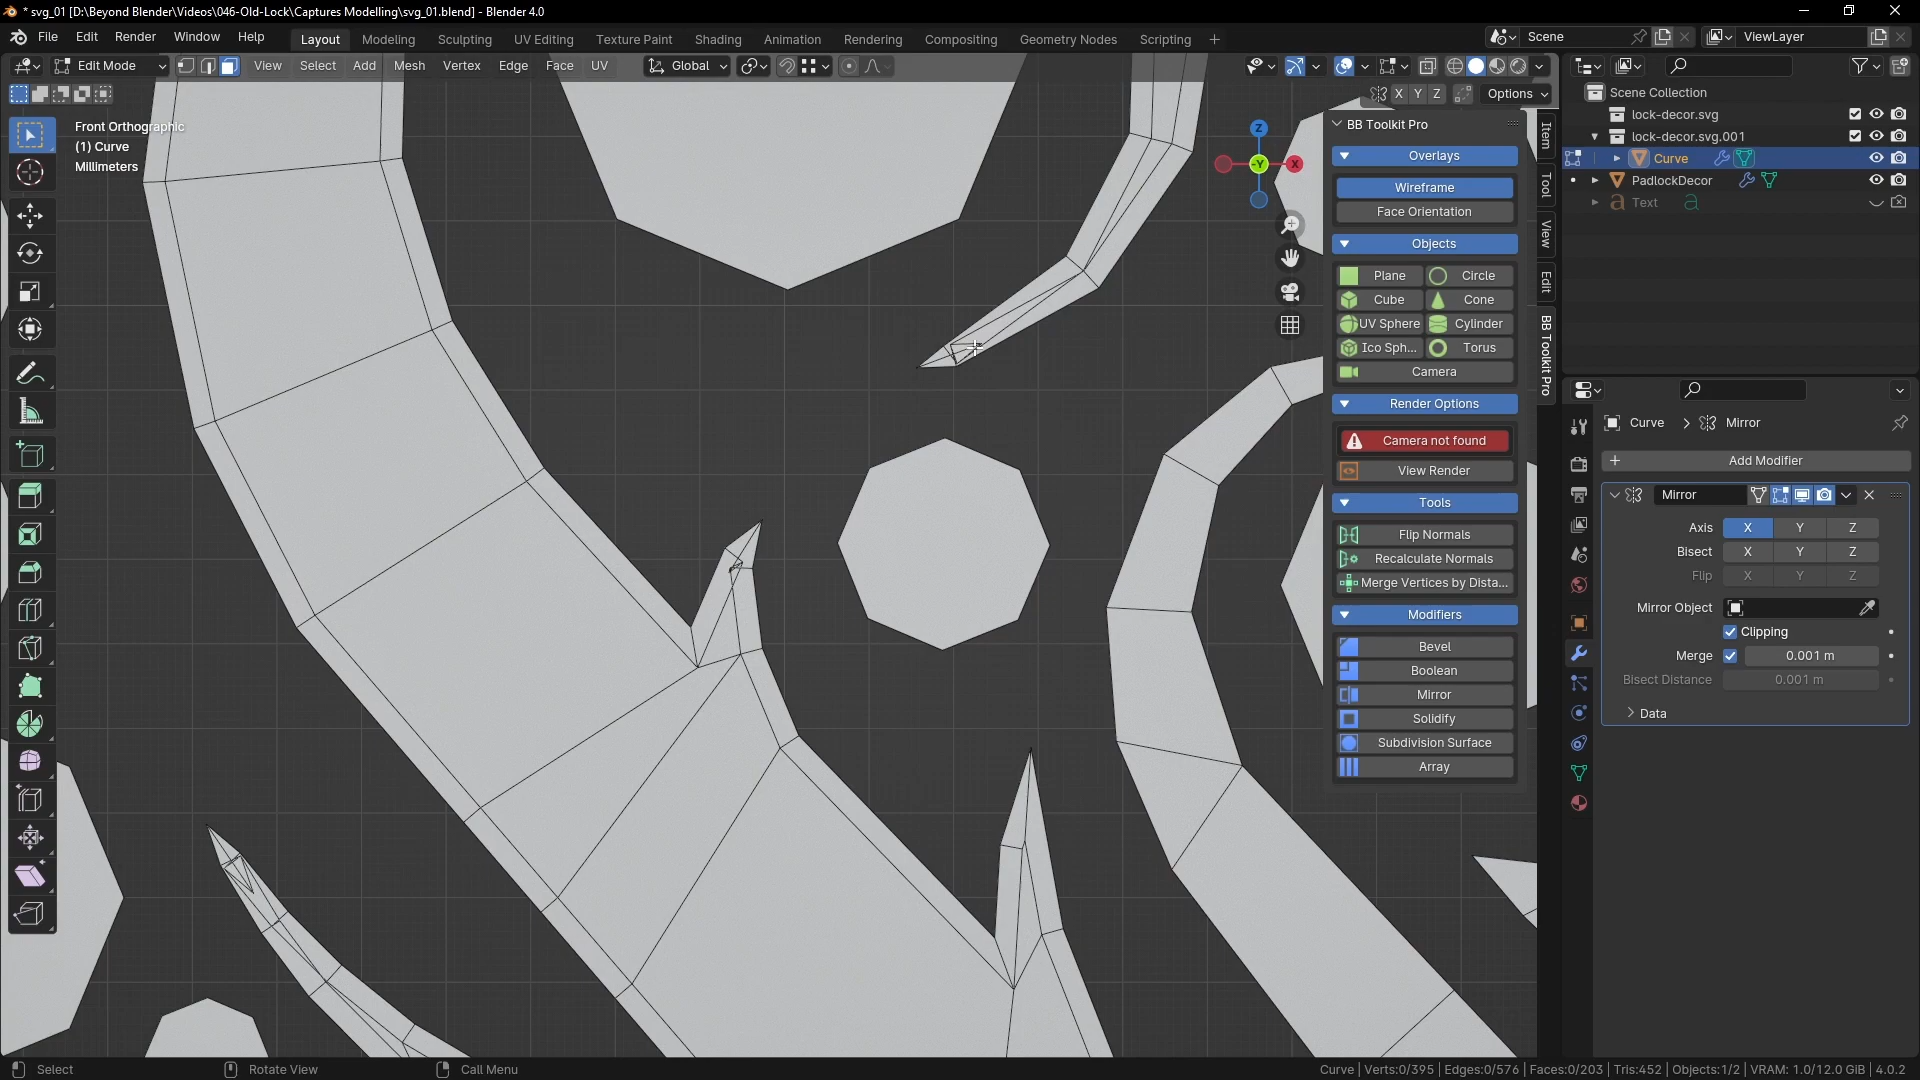 * svg_01 [D:\Beyond Blender\Videos\046-Old-Lock\Captures Modelling\svg_01.blend] - Blender 4.0
File Edit Render Window Help Layout Modeling Sculpting UV Editing Texture Paint Shading Animation Rendering Compositing Geometry Nodes Scripting + Scene ViewLayer
Edit Mode View Select Add Mesh Vertex Edge Face UV Global
X Y Z Options
Front Orthographic
(1) Curve
Millimeters
Z
-Y
X
BB Toolkit Pro
Overlays
Wireframe
Face Orientation
Objects
Plane Circle
Cube Cone
UV Sphere Cylinder
Ico Sph... Torus
Camera
Render Options
Camera not found
View Render
Tools
Flip Normals
Recalculate Normals
Merge Vertices by Dista...
Modifiers
Bevel
Boolean
Mirror
Solidify
Subdivision Surface
Array
Item
Tool
View
Edit
BB Toolkit Pro
Scene Collection
lock-decor.svg
lock-decor.svg.001
Curve
PadlockDecor
Text
Curve > Mirror
+ Add Modifier
Mirror
Axis X Y Z
Bisect X Y Z
Flip X Y Z
Mirror Object
Clipping
Merge 0.001 m
Bisect Distance 0.001 m
Data
Select Rotate View Call Menu Curve | Verts:0/395 | Edges:0/576 | Faces:0/203 | Tris:452 | Objects:1/2 | VRAM: 1.0/12.0 GiB | 4.0.2